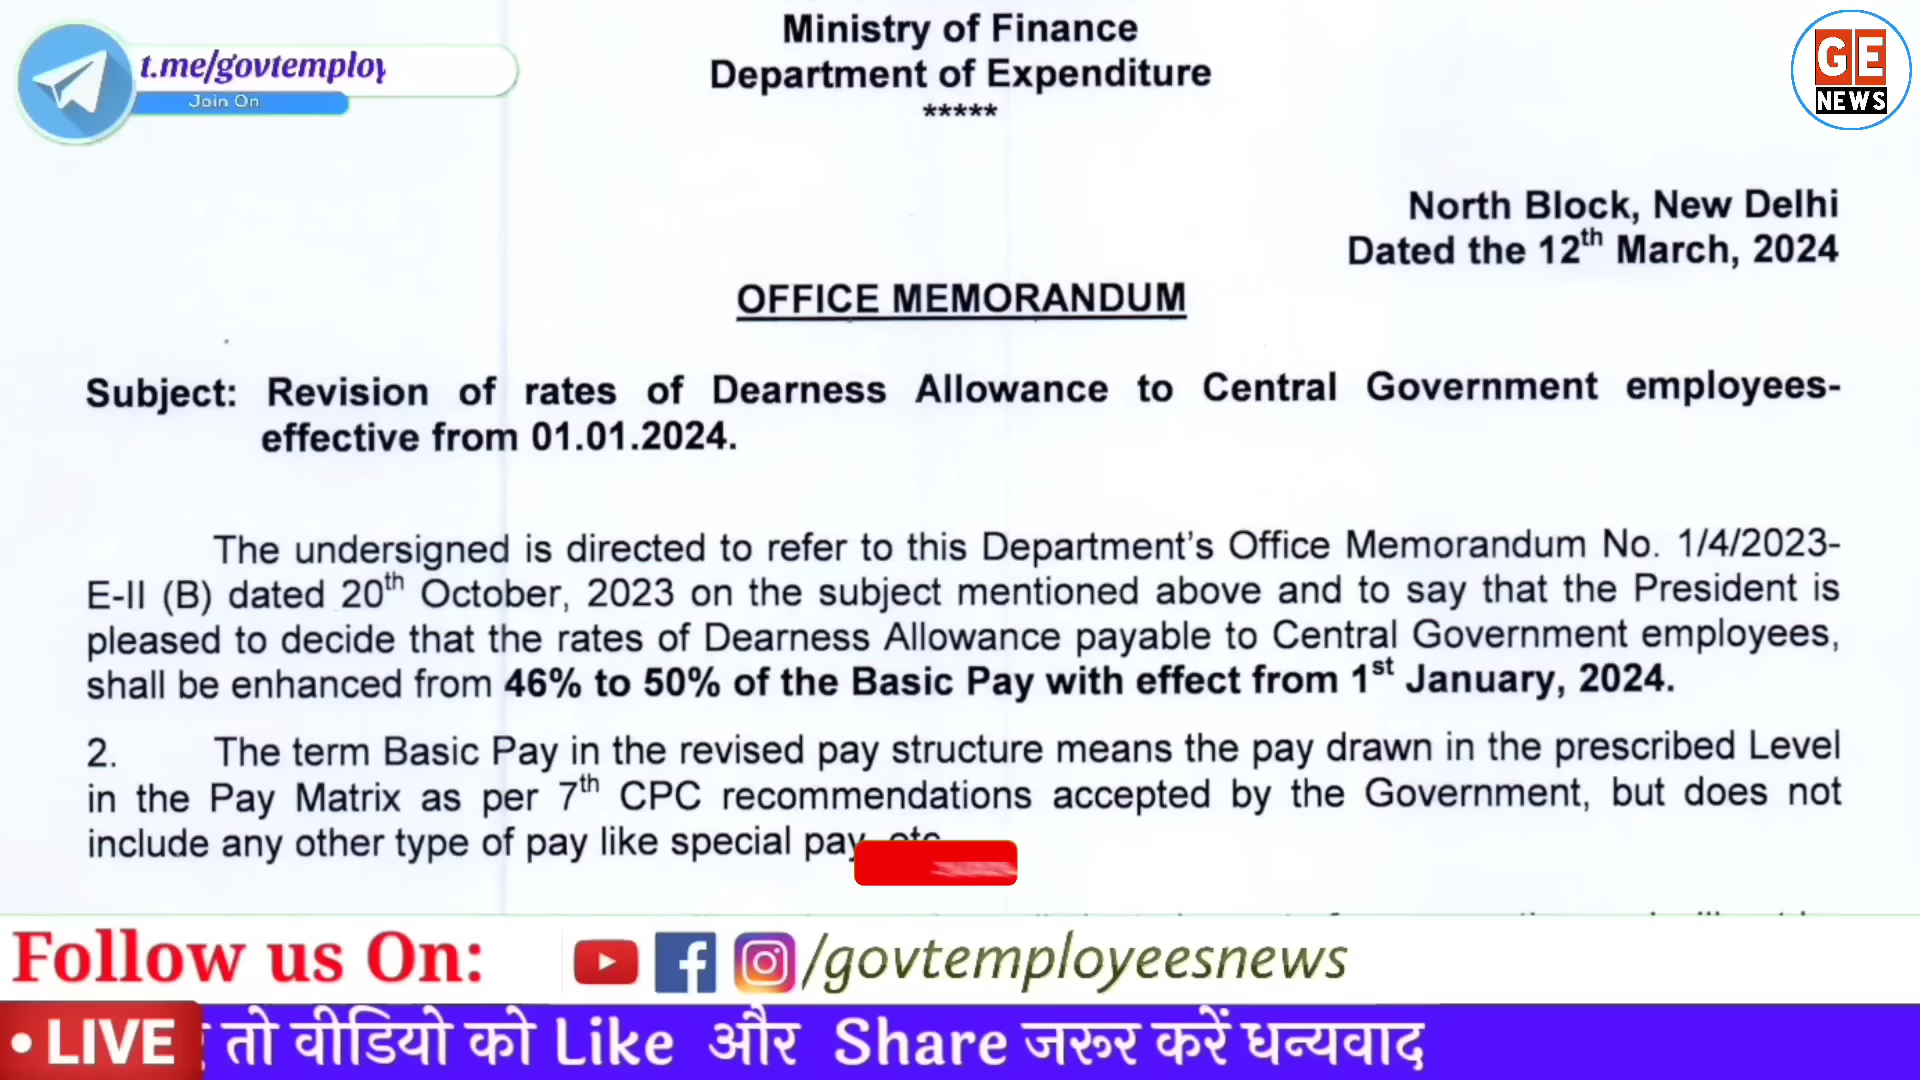 t.me/govtemploy
Join On
GE
NEWS
Ministry of Finance
Department of Expenditure
*****
North Block, New Delhi
Dated the 12th March, 2024
OFFICE MEMORANDUM
Subject: Revision of rates of Dearness Allowance to Central Government employees-
effective from 01.01.2024.
The undersigned is directed to refer to this Department's Office Memorandum No. 1/4/2023-
E-II (B) dated 20th October, 2023 on the subject mentioned above and to say that the President is
pleased to decide that the rates of Dearness Allowance payable to Central Government employees,
shall be enhanced from 46% to 50% of the Basic Pay with effect from 1st January, 2024.
2. The term Basic Pay in the revised pay structure means the pay drawn in the prescribed Level
in the Pay Matrix as per 7th CPC recommendations accepted by the Government, but does not
include any other type of pay like special pay, etc
Follow us On: /govtemployeesnews
• LIVE तो वीडियो को Like और Share जरूर करें धन्यवाद